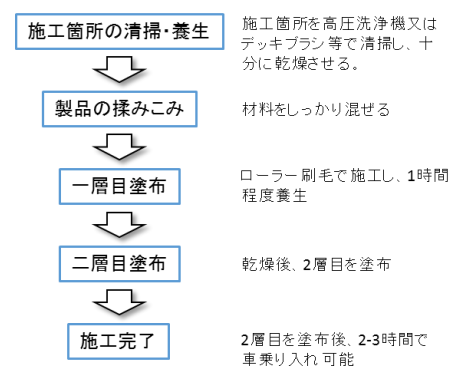 施工箇所の清掃・養生
施工箇所を高圧洗浄機又は
デッキブラシ等で清掃し、十
分に乾燥させる。
製品の揉みこみ
材料をしっかり混ぜる
一層目塗布
ローラー刷毛で施工し、1時間
程度養生
二層目塗布
乾燥後、2層目を塗布
施工完了
2層目を塗布後、2-3時間で
車乗り入れ可能